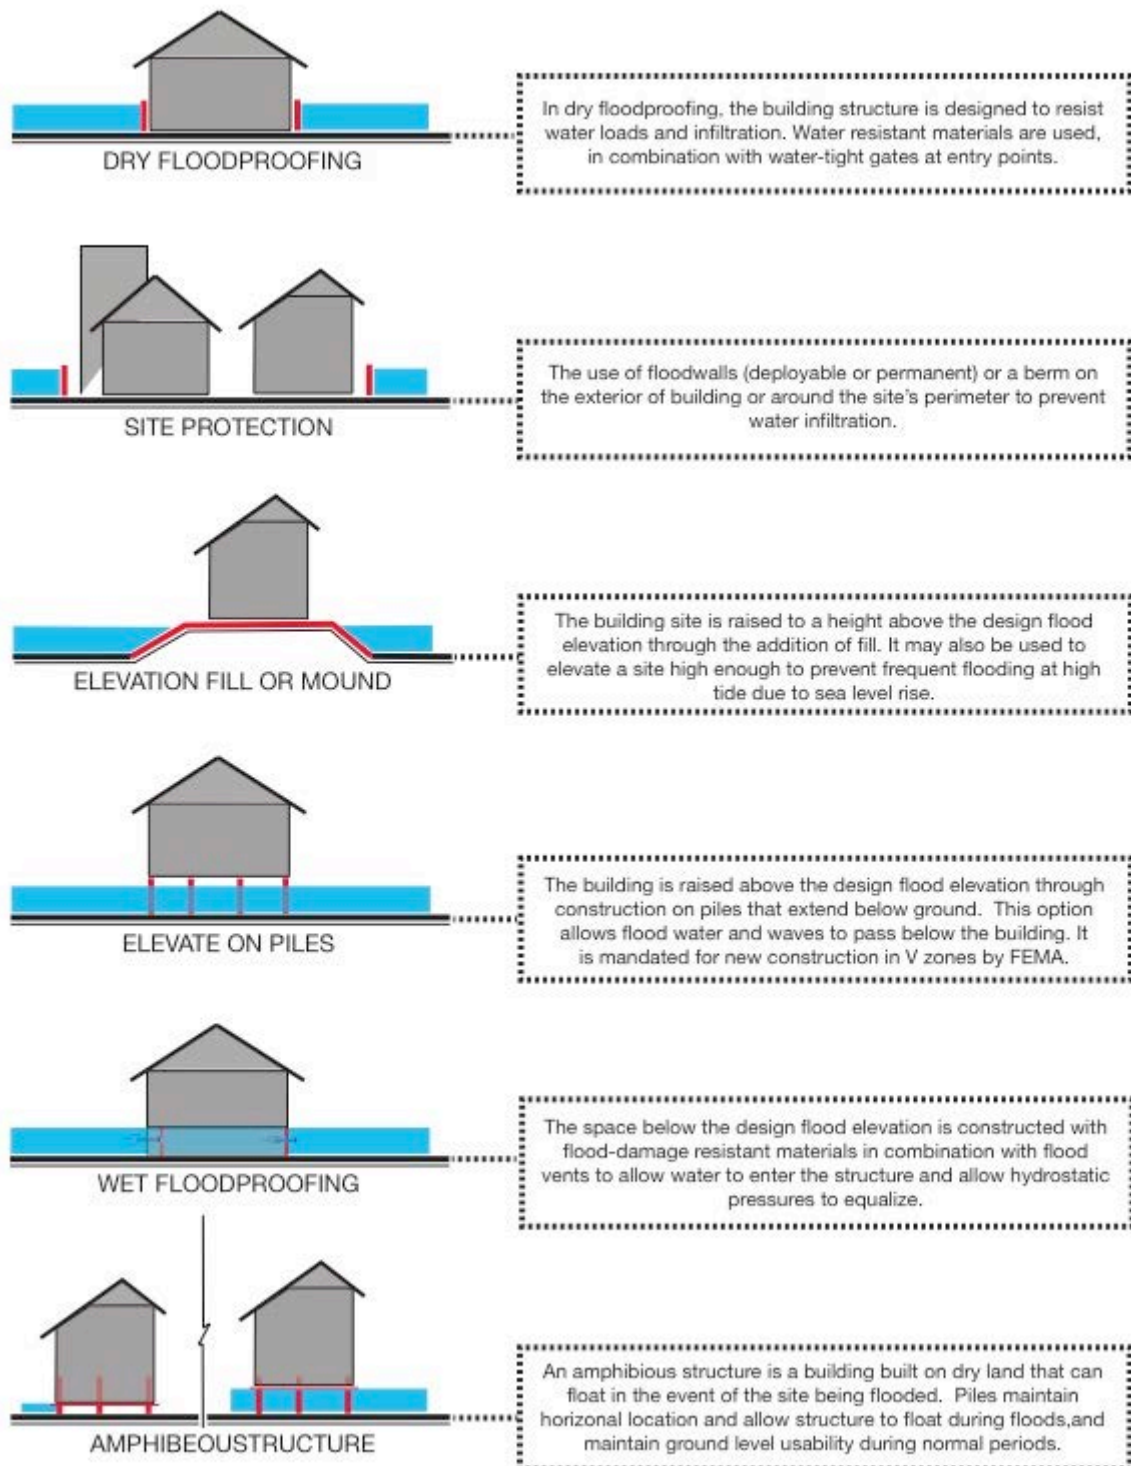 DRY FLOODPROOFING
In dry floodproofing, the building structure is designed to resist
water loads and infiltration. Water resistant materials are used,
in combination with water-tight gates at entry points.
SITE PROTECTION
The use of floodwalls (deployable or permanent) or a berm on
the exterior of building or around the site's perimeter to prevent
water infiltration.
ELEVATION FILL OR MOUND
The building site is raised to a height above the design flood
elevation through the addition of fill. It may also be used to
elevate a site high enough to prevent frequent flooding at high
tide due to sea level rise.
ELEVATE ON PILES
The building is raised above the design flood elevation through
construction on piles that extend below ground. This option
allows flood water and waves to pass below the building. It
is mandated for new construction in V zones by FEMA.
WET FLOODPROOFING
The space below the design flood elevation is constructed with
flood-damage resistant materials in combination with flood
vents to allow water to enter the structure and allow hydrostatic
pressures to equalize.
AMPHIBEOUSTRUCTURE
An amphibious structure is a building built on dry land that can
float in the event of the site being flooded. Piles maintain
horizonal location and allow structure to float during floods,and
maintain ground level usability during normal periods.